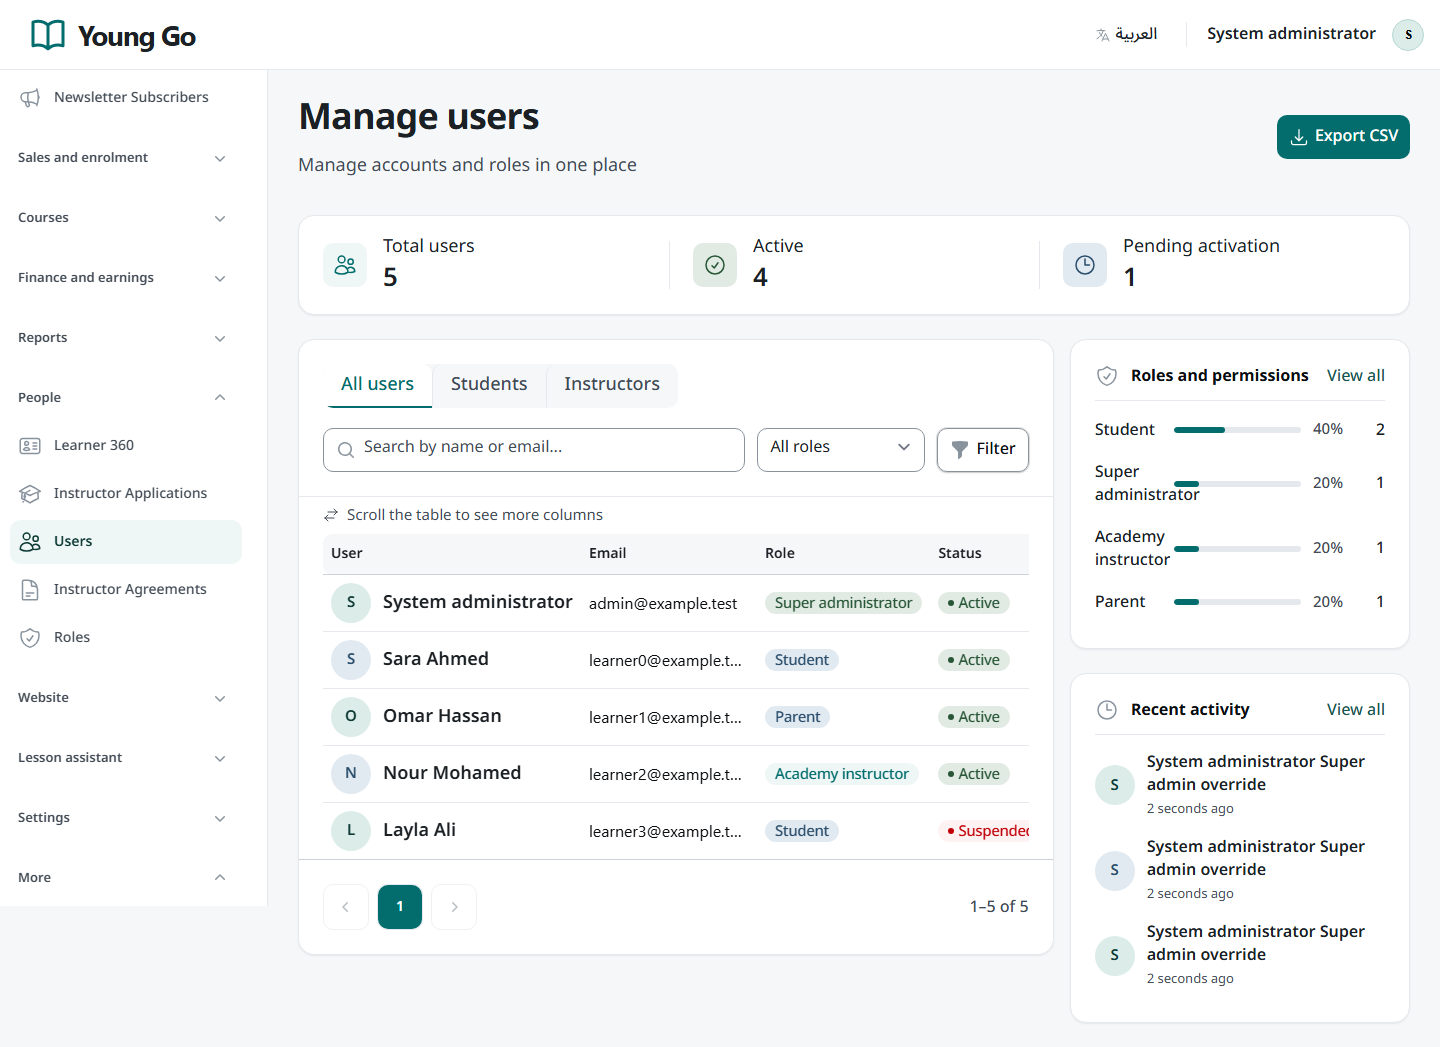 Young Go
العربية
System administrator
S
Newsletter Subscribers
Sales and enrolment
Courses
Finance and earnings
Reports
People
Learner 360
Instructor Applications
Users
Instructor Agreements
Roles
Website
Lesson assistant
Settings
More
Manage users
Manage accounts and roles in one place
Export CSV
Total users
5
Active
4
Pending activation
1
All users Students Instructors
Search by name or email...
All roles
Filter
Scroll the table to see more columns
User Email Role Status
S System administrator admin@example.test Super administrator Active
S Sara Ahmed learner0@example.t... Student Active
O Omar Hassan learner1@example.t... Parent Active
N Nour Mohamed learner2@example.t... Academy instructor Active
L Layla Ali learner3@example.t... Student Suspended
1
1–5 of 5
Roles and permissions View all
Student 40% 2
Super
administrator 20% 1
Academy
instructor 20% 1
Parent 20% 1
Recent activity View all
S
System administrator Super
admin override
2 seconds ago
S
System administrator Super
admin override
2 seconds ago
S
System administrator Super
admin override
2 seconds ago